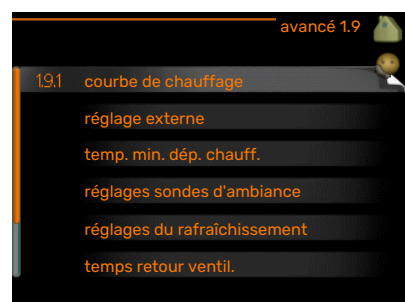 avancé 1.9
1.9.1 courbe de chauffage
réglage externe
temp. min. dép. chauff.
réglages sondes d'ambiance
réglages du rafraîchissement
temps retour ventil.